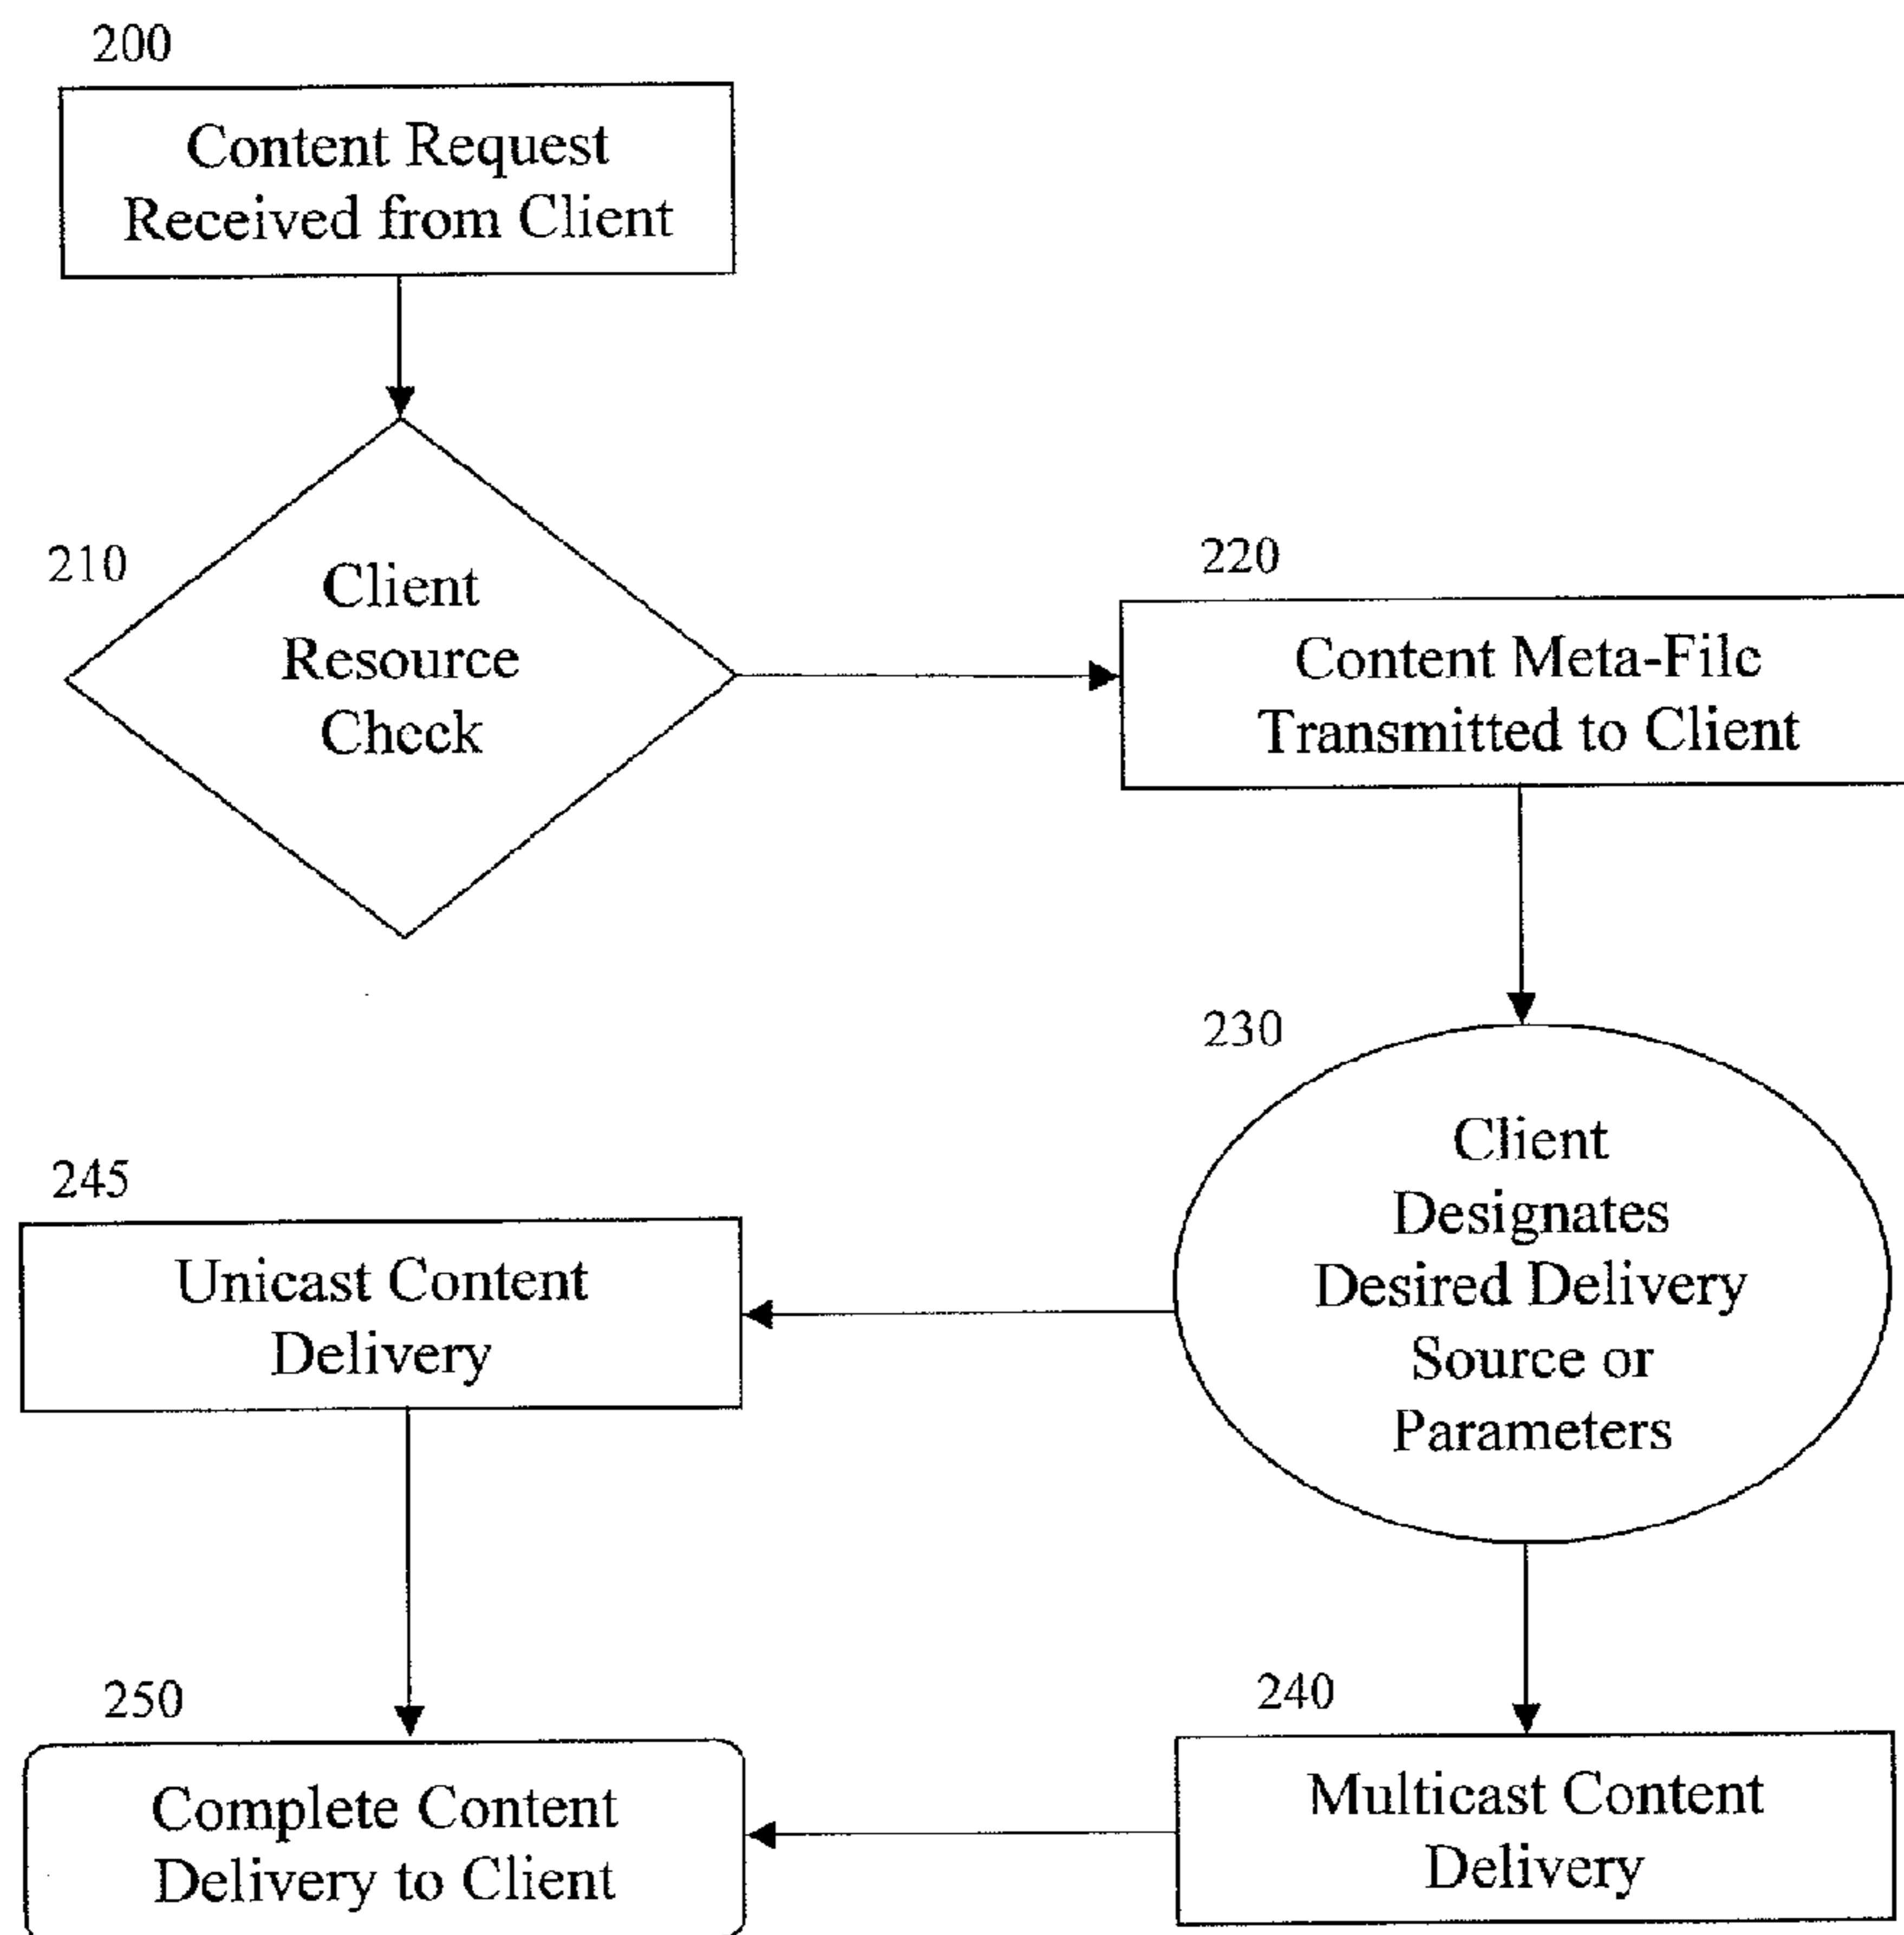 200
Content Request
Received from Client
210
Client
Resource
Check
220
Content Meta-File
Transmitted to Client
230
Client
Designates
Desired Delivery
Source or
Parameters
245
Unicast Content
Delivery
250
Complete Content
Delivery to Client
240
Multicast Content
Delivery